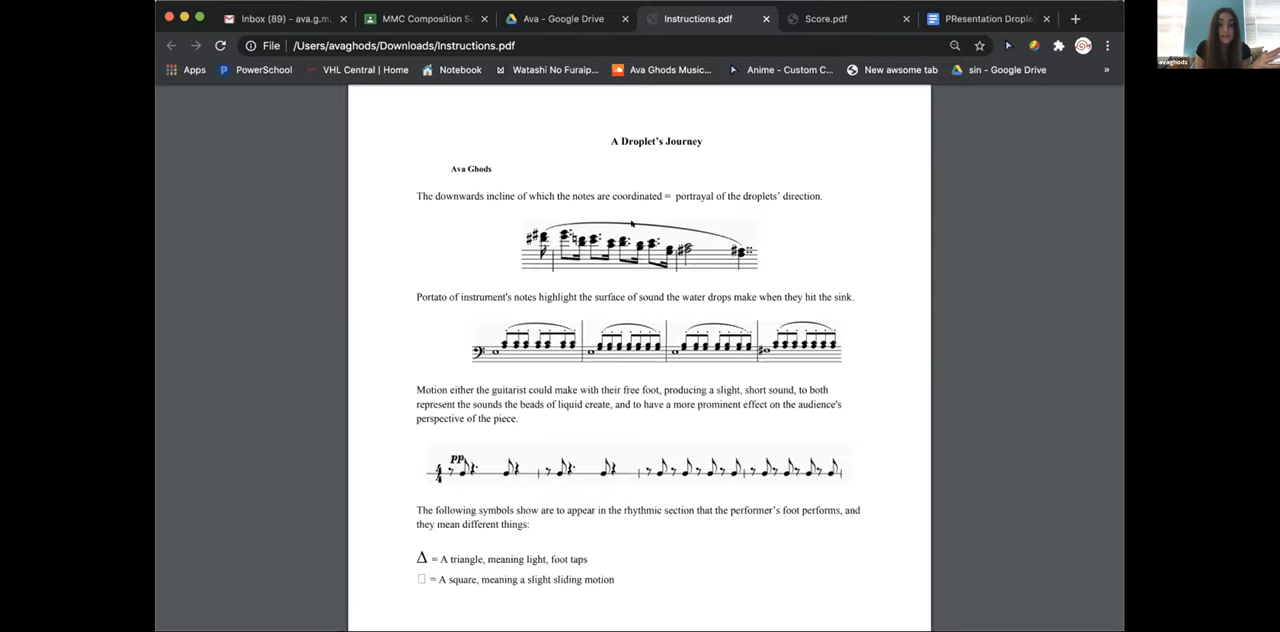 Inbox (89) - ava.g.m. MMC Composition Se Ava - Google Drive Instructions.pdf Score.pdf PResentation Drople
File /Users/avaghods/Downloads/Instructions.pdf
Apps PowerSchool VHL Central | Home Notebook Watashi No Furaip... Ava Ghods Music... Anime - Custom C... New awsome tab sin - Google Drive »
avaghods
A Droplet's Journey
Ava Ghods
The downwards incline of which the notes are coordinated = portrayal of the droplets' direction.
Portato of instrument's notes highlight the surface of sound the water drops make when they hit the sink.
Motion either the guitarist could make with their free foot, producing a slight, short sound, to both
represent the sounds the beads of liquid create, and to have a more prominent effect on the audience's
perspective of the piece.
pp
4
4
The following symbols show are to appear in the rhythmic section that the performer's foot performs, and
they mean different things:
Δ = A triangle, meaning light, foot taps
□ = A square, meaning a slight sliding motion